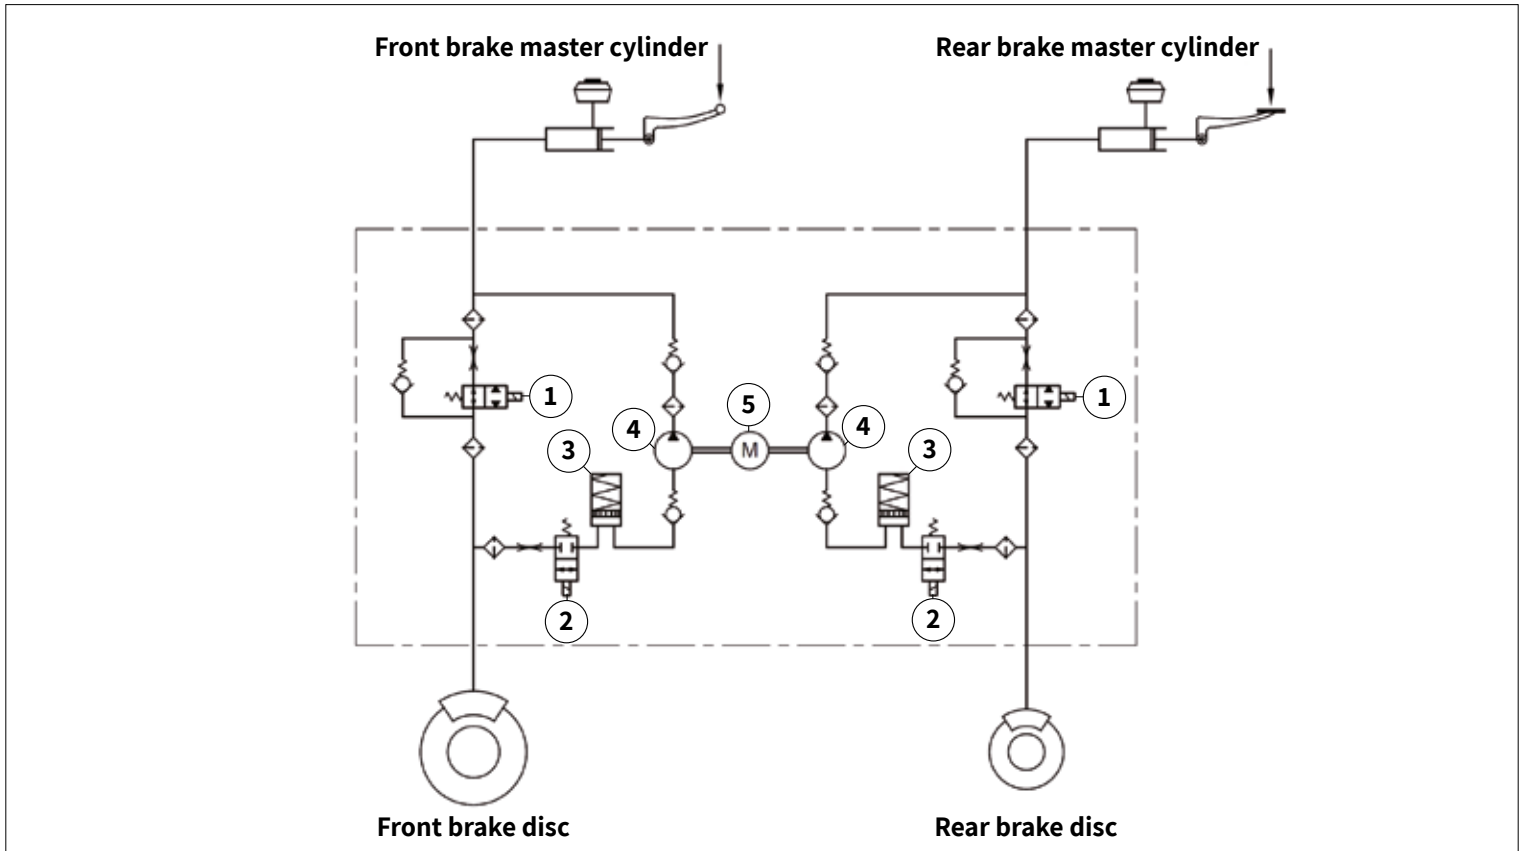 Front brake master cylinder
Rear brake master cylinder
1
1
5
4
4
3
3
M
2
2
Front brake disc
Rear brake disc